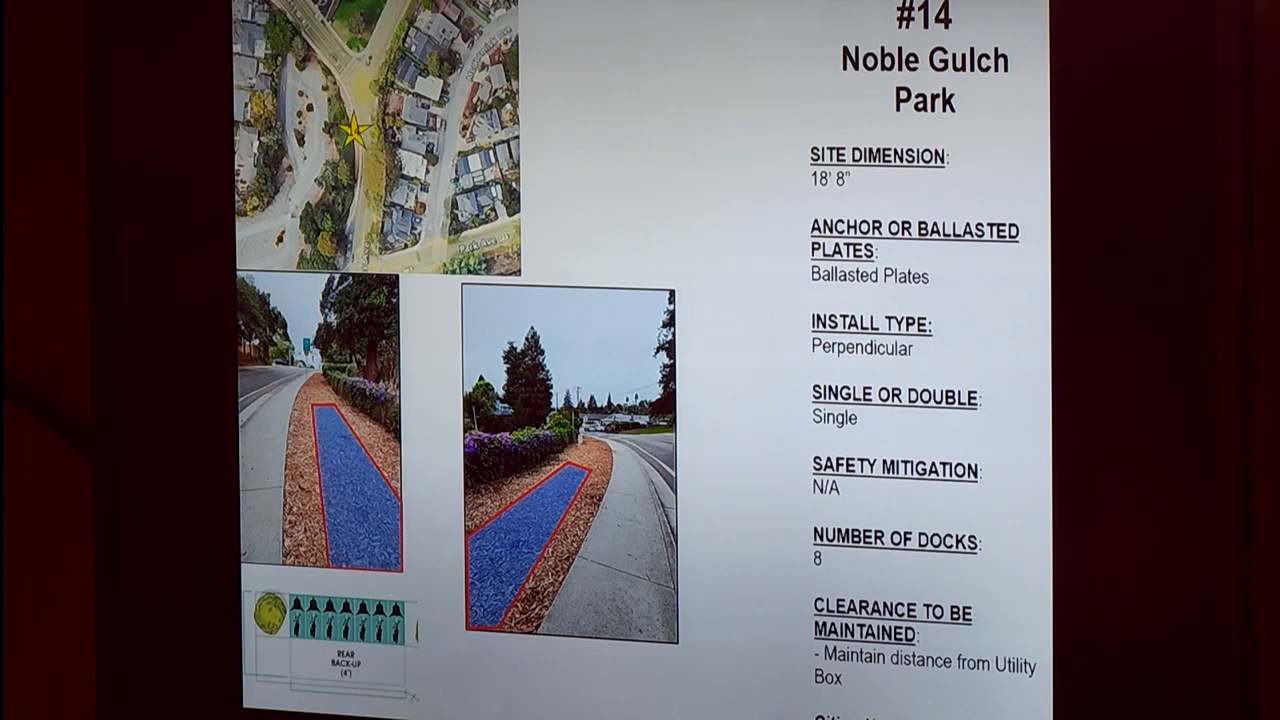 #14
Noble Gulch
Park
SITE DIMENSION:
18' 8"
ANCHOR OR BALLASTED
PLATES:
Ballasted Plates
INSTALL TYPE:
Perpendicular
SINGLE OR DOUBLE:
Single
SAFETY MITIGATION:
N/A
NUMBER OF DOCKS:
8
CLEARANCE TO BE
MAINTAINED:
- Maintain distance from Utility
Box
Park Ave
REAR
BACK-UP
(4')